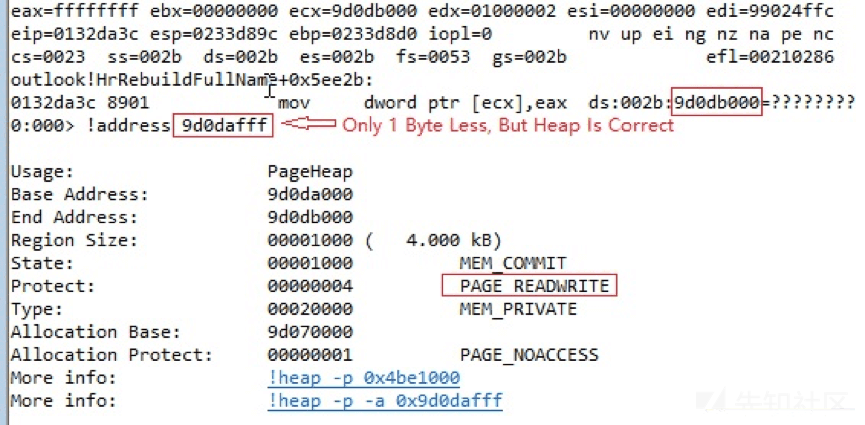 eax=ffffffff ebx=00000000 ecx=9d0db000 edx=01000002 esi=00000000 edi=99024ffc
eip=0132da3c esp=0233d89c ebp=0233d8d0 iopl=0 nv up ei ng nz na pe nc
cs=0023 ss=002b ds=002b es=002b fs=0053 gs=002b efl=00210286
outlook!HrRebuildFullName+0x5ee2b:
0132da3c 8901 mov dword ptr [ecx],eax ds:002b:9d0db000=????????
0:000> !address 9d0dafff Only 1 Byte Less, But Heap Is Correct
Usage: PageHeap
Base Address: 9d0da000
End Address: 9d0db000
Region Size: 00001000 ( 4.000 kB)
State: 00001000 MEM_COMMIT
Protect: 00000004 PAGE_READWRITE
Type: 00020000 MEM_PRIVATE
Allocation Base: 9d070000
Allocation Protect: 00000001 PAGE_NOACCESS
More info: !heap -p 0x4be1000
More info: !heap -p -a 0x9d0dafff
先知社区